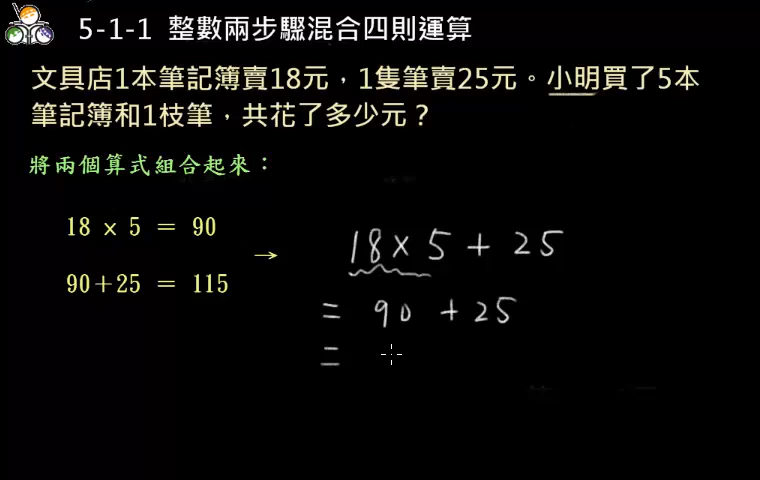 5-1-1 整數兩步驟混合四則運算
文具店1本筆記簿賣18元，1隻筆賣25元。小明買了5本
筆記簿和1枝筆，共花了多少元？
將兩個算式組合起來：
18 × 5 ＝ 90
90＋25 ＝ 115
→
18 × 5 + 25
= 90 + 25
=